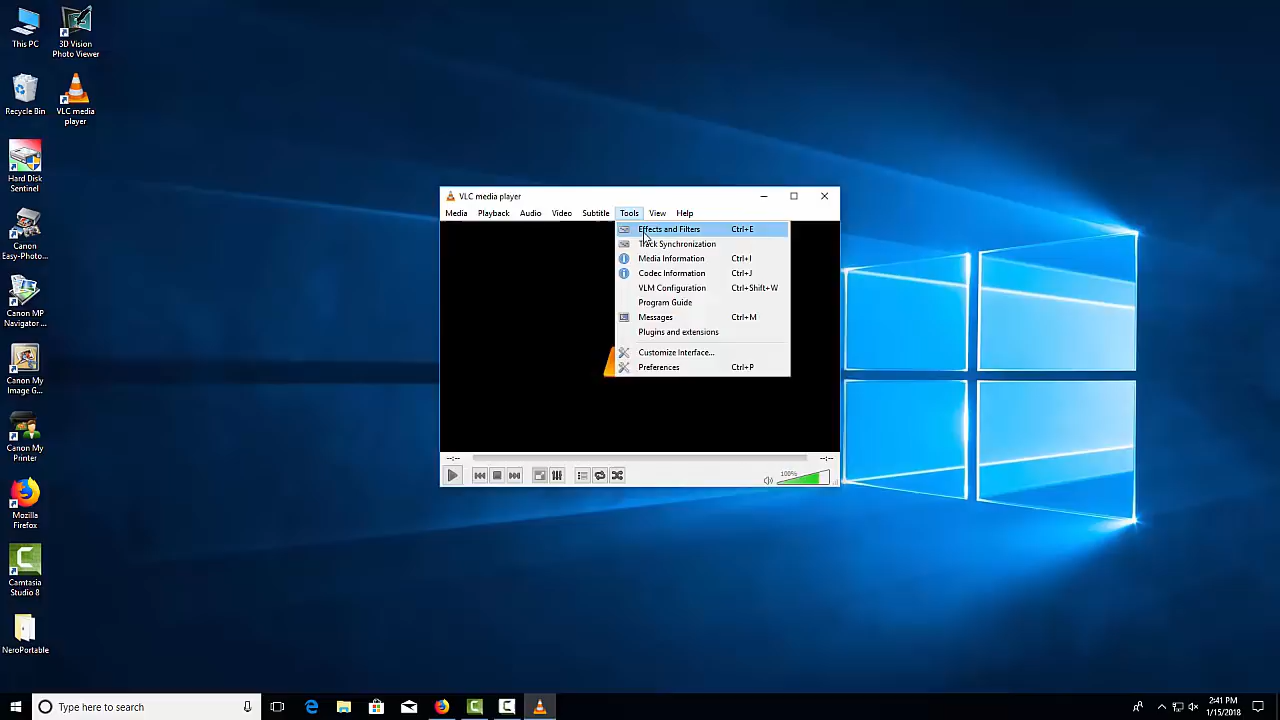 This PC
3D Vision
Photo Viewer
Recycle Bin
VLC media
player
Hard Disk
Sentinel
Canon
Easy-Photo...
Canon MP
Navigator ...
Canon My
Image G...
Canon My
Printer
Mozilla
Firefox
Camtasia
Studio 8
NeroPortable
VLC media player
Media Playback Audio Video Subtitle Tools View Help
Effects and Filters Ctrl+E
Track Synchronization
Media Information Ctrl+I
Codec Information Ctrl+J
VLM Configuration Ctrl+Shift+W
Program Guide
Messages Ctrl+M
Plugins and extensions
Customize Interface...
Preferences Ctrl+P
--:-- --:--
100%
Type here to search
2:41 PM
1/15/2018